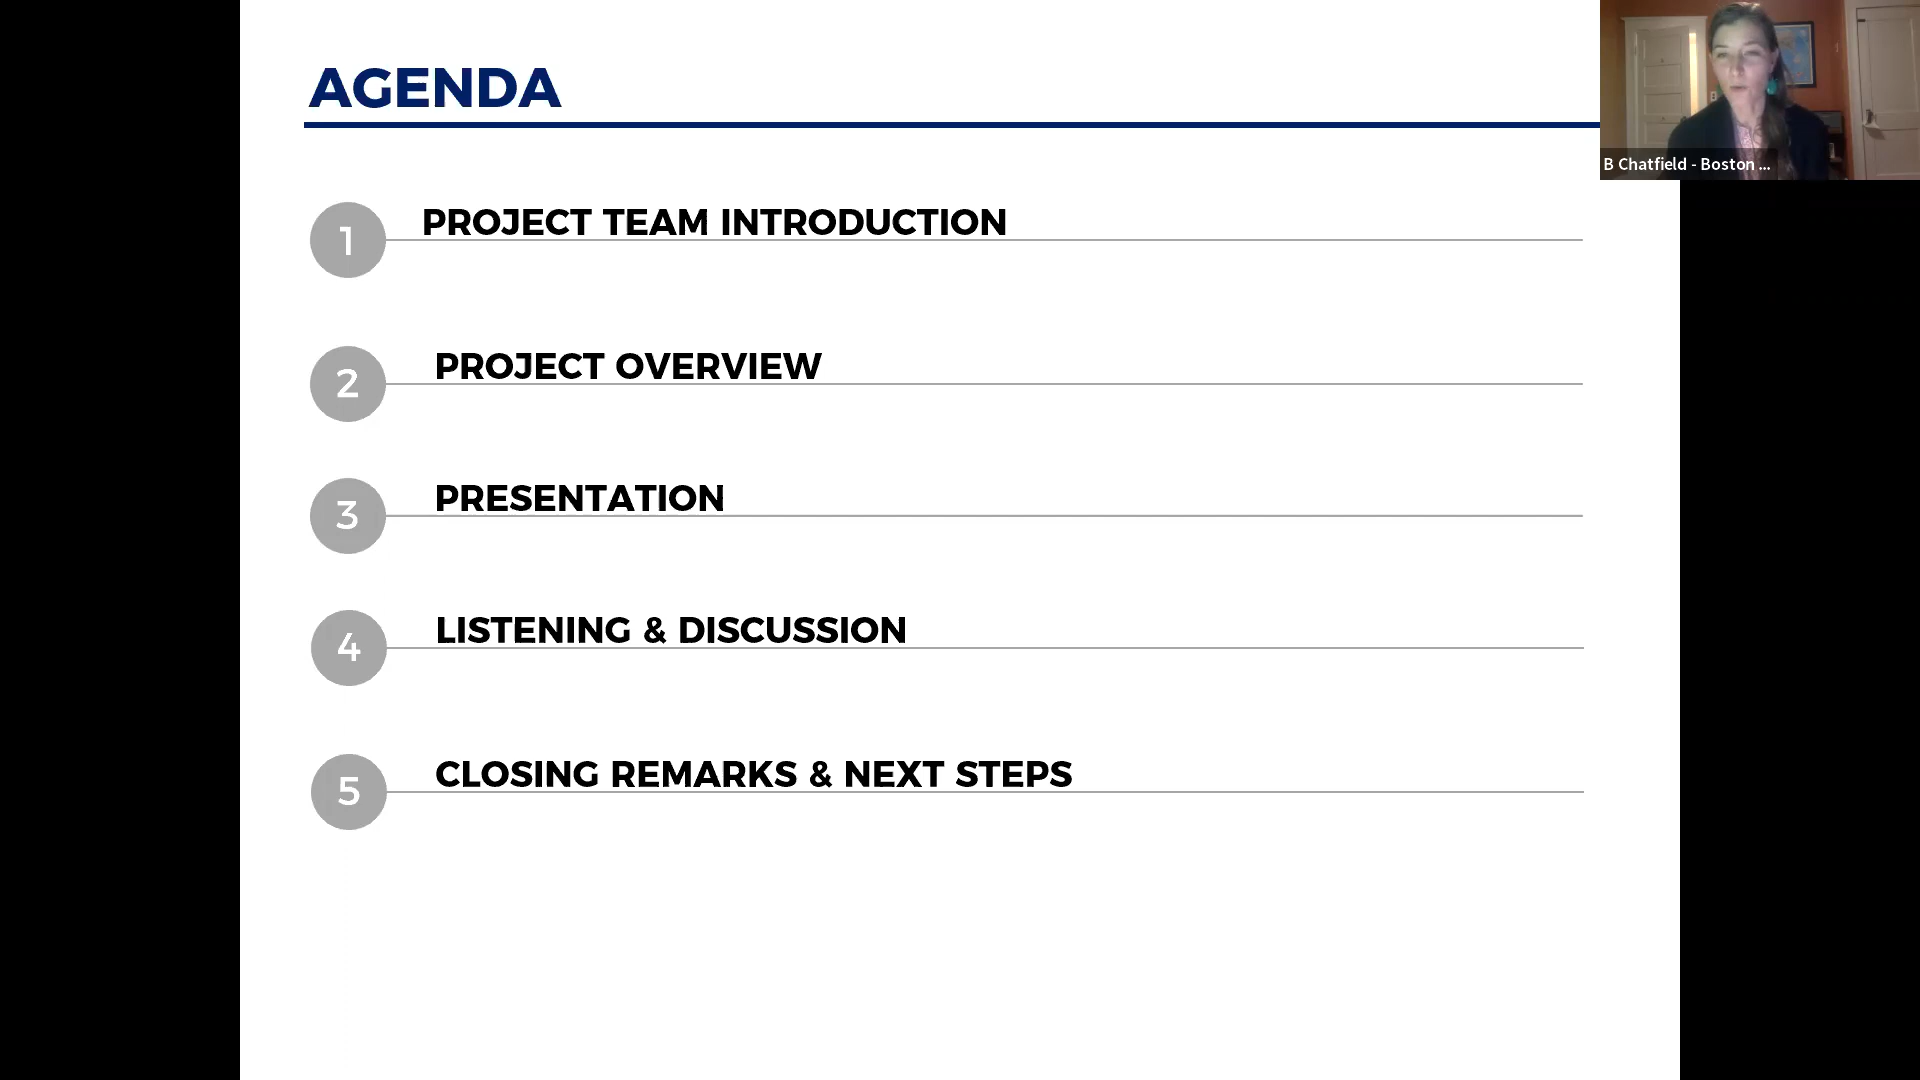 AGENDA
B Chatfield - Boston ...
1
PROJECT TEAM INTRODUCTION
2
PROJECT OVERVIEW
3
PRESENTATION
4
LISTENING & DISCUSSION
5
CLOSING REMARKS & NEXT STEPS